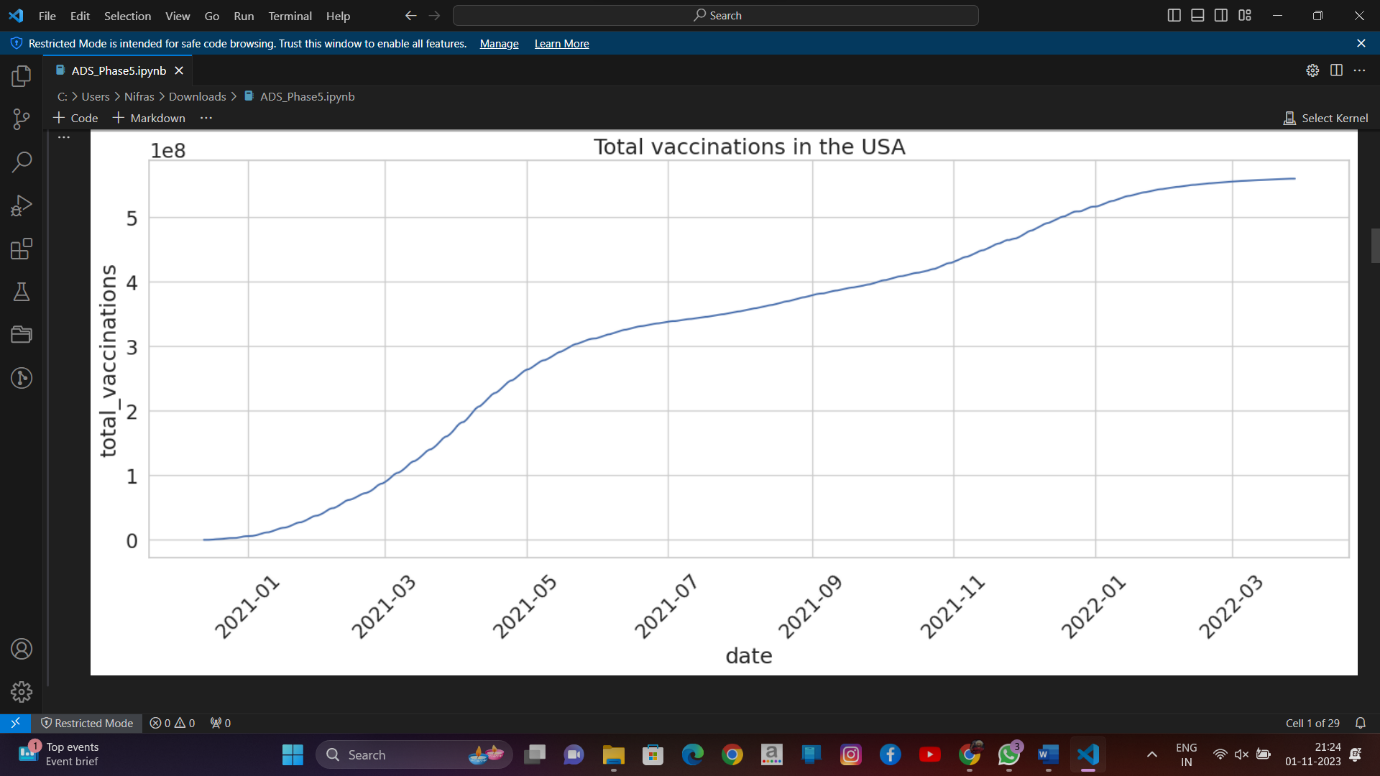 File Edit Selection View Go Run Terminal Help
Search
Restricted Mode is intended for safe code browsing. Trust this window to enable all features. Manage Learn More
ADS_Phase5.ipynb
C: > Users > Nifras > Downloads > ADS_Phase5.ipynb
+ Code + Markdown ...
Select Kernel
Total vaccinations in the USA
1e8
5
4
3
2
1
0
total_vaccinations
2021-01 2021-03 2021-05 2021-07 2021-09 2021-11 2022-01 2022-03
date
Restricted Mode 0 0 0
Cell 1 of 29
1
Top events
Event brief
Search
a
3
W
ENG
IN
21:24
01-11-2023